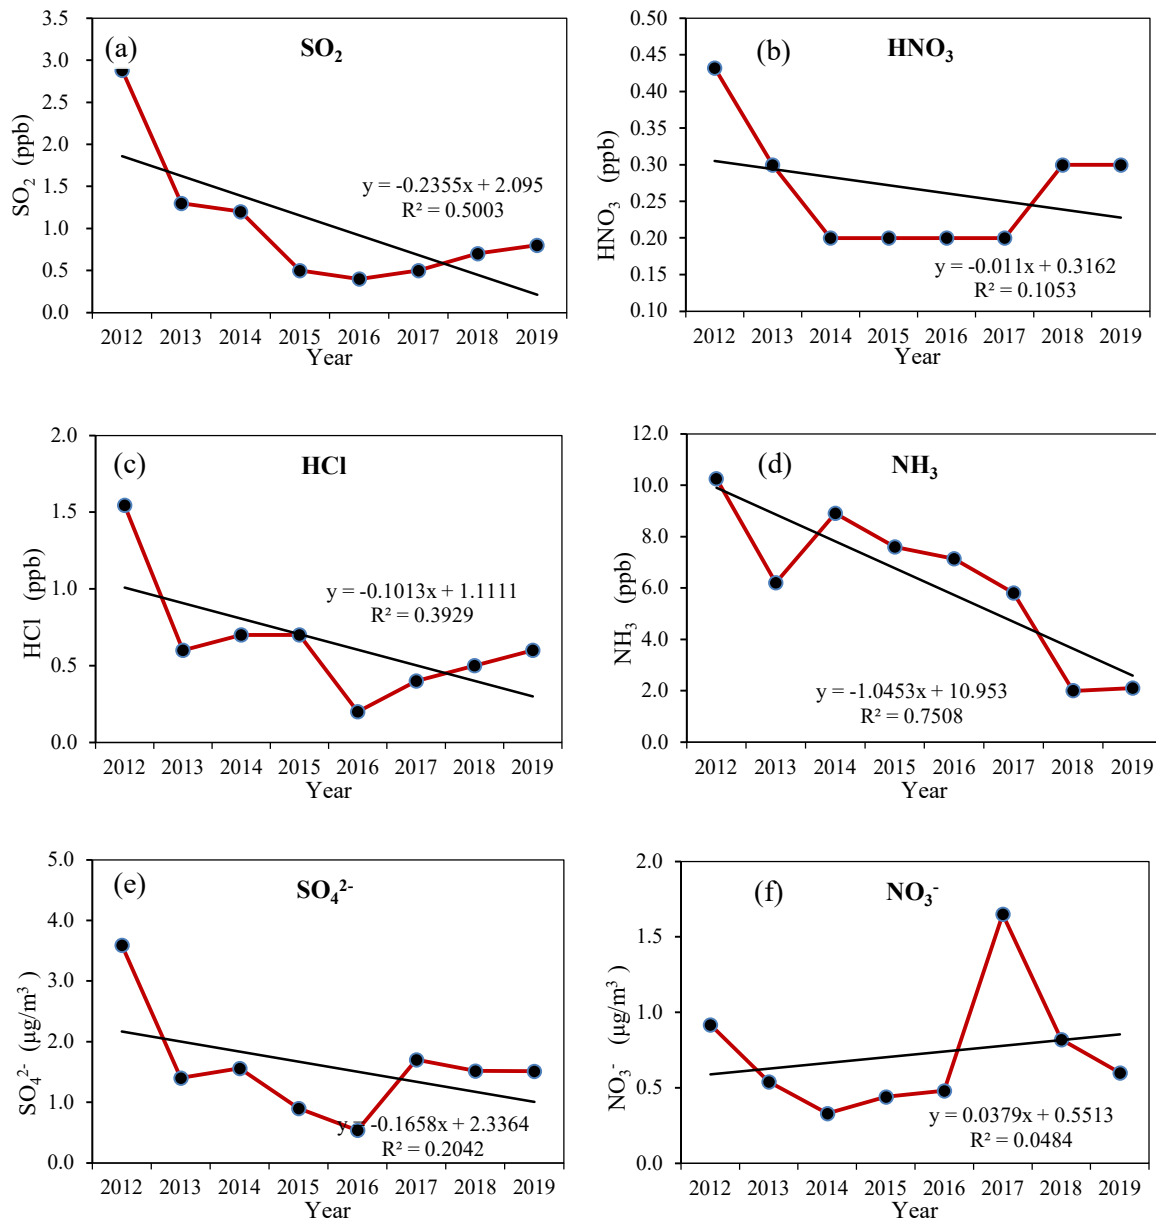 (a) SO₂
3.5
3.0
2.5
2.0
1.5
1.0
0.5
0.0
SO₂ (ppb)
y = -0.2355x + 2.095
R² = 0.5003
2012 2013 2014 2015 2016 2017 2018 2019
Year
(b) HNO₃
0.50
0.45
0.40
0.35
0.30
0.25
0.20
0.15
0.10
HNO₃ (ppb)
y = -0.011x + 0.3162
R² = 0.1053
2012 2013 2014 2015 2016 2017 2018 2019
Year
(c) HCl
2.0
1.5
1.0
0.5
0.0
HCl (ppb)
y = -0.1013x + 1.1111
R² = 0.3929
2012 2013 2014 2015 2016 2017 2018 2019
Year
(d) NH₃
12.0
10.0
8.0
6.0
4.0
2.0
0.0
NH₃ (ppb)
y = -1.0453x + 10.953
R² = 0.7508
2012 2013 2014 2015 2016 2017 2018 2019
Year
(e) SO₄²⁻
5.0
4.0
3.0
2.0
1.0
0.0
SO₄²⁻ (µg/m³)
y = -0.1658x + 2.3364
R² = 0.2042
2012 2013 2014 2015 2016 2017 2018 2019
Year
(f) NO₃⁻
2.0
1.5
1.0
0.5
0.0
NO₃⁻ (µg/m³)
y = 0.0379x + 0.5513
R² = 0.0484
2012 2013 2014 2015 2016 2017 2018 2019
Year